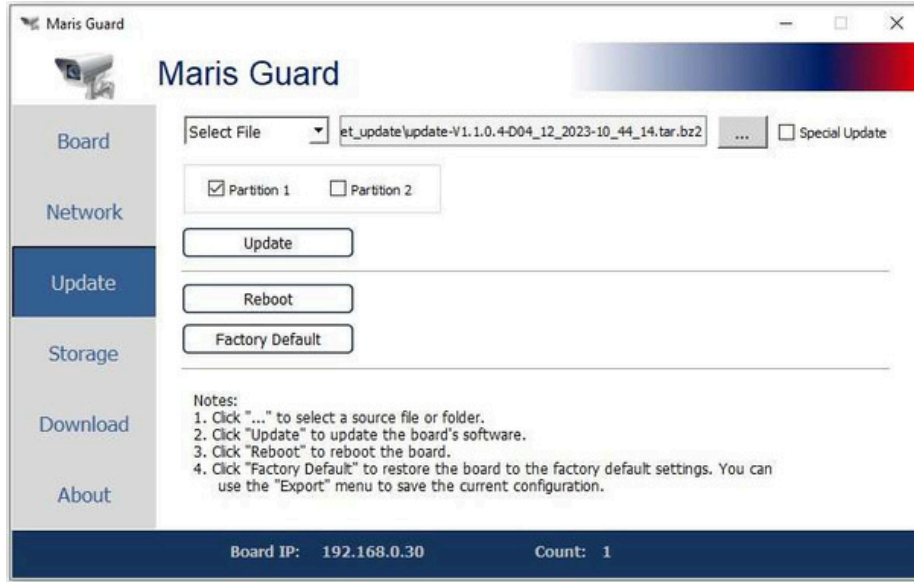 Maris Guard
Maris Guard
Board
Network
Update
Storage
Download
About
Select File
et_update\update-V1.1.0.4-D04_12_2023-10_44_14.tar.bz2
...
Special Update
Partition 1
Partition 2
Update
Reboot
Factory Default
Notes:
1. Click "..." to select a source file or folder.
2. Click "Update" to update the board's software.
3. Click "Reboot" to reboot the board.
4. Click "Factory Default" to restore the board to the factory default settings. You can
use the "Export" menu to save the current configuration.
Board IP: 192.168.0.30 Count: 1